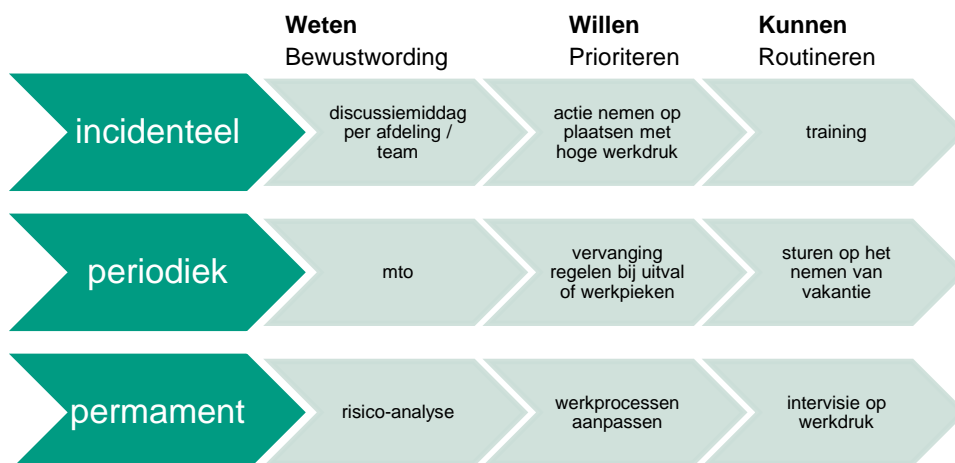 Weten
Bewustwording
Willen
Prioriteren
Kunnen
Routineren
incidenteel
discussiemiddag
per afdeling /
team
actie nemen op
plaatsen met
hoge werkdruk
training
periodiek
mto
vervanging
regelen bij uitval
of werkpieken
sturen op het
nemen van
vakantie
permament
risico-analyse
werkprocessen
aanpassen
intervisie op
werkdruk